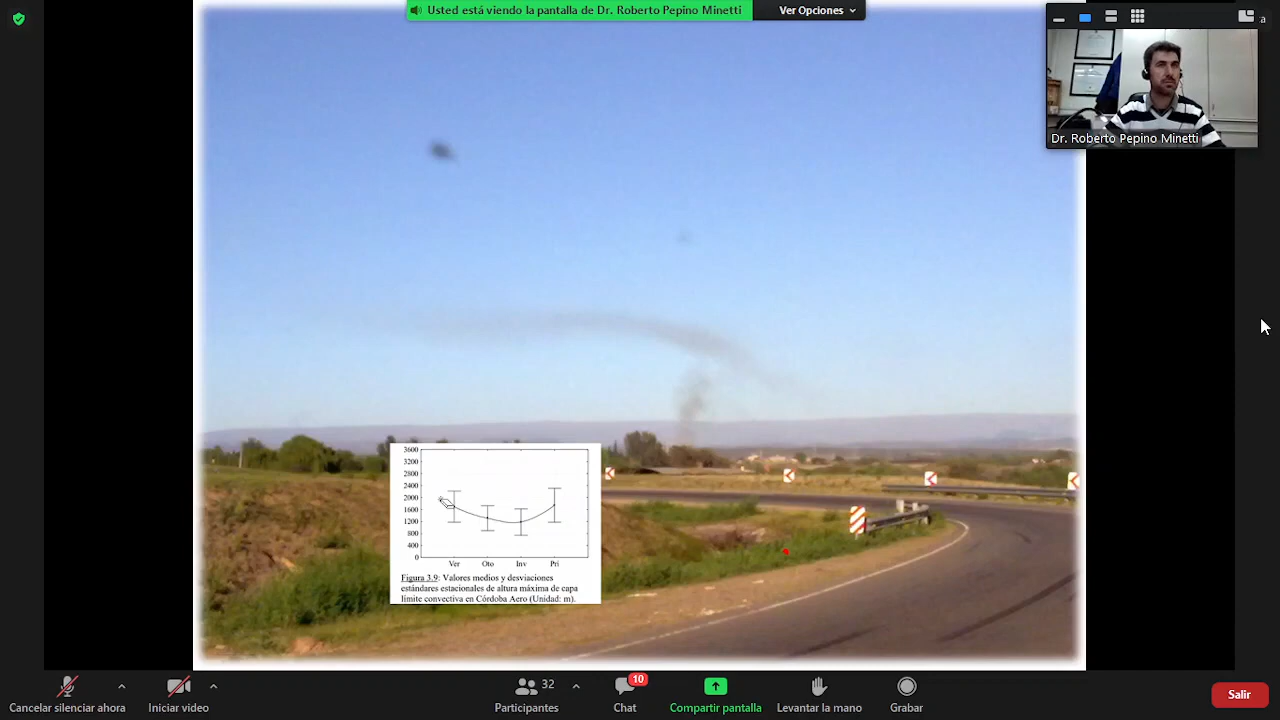 Usted está viendo la pantalla de Dr. Roberto Pepino Minetti
Ver Opciones
Dr. Roberto Pepino Minetti
3600
3200
2800
2400
2000
1600
1200
800
400
0
Ver Oto Inv Pri
Figura 3.9: Valores medios y desviaciones
estándares estacionales de altura máxima de capa
límite convectiva en Córdoba Aero (Unidad: m).
32
10
Cancelar silenciar ahora
Iniciar video
Participantes
Chat
Compartir pantalla
Levantar la mano
Grabar
Salir